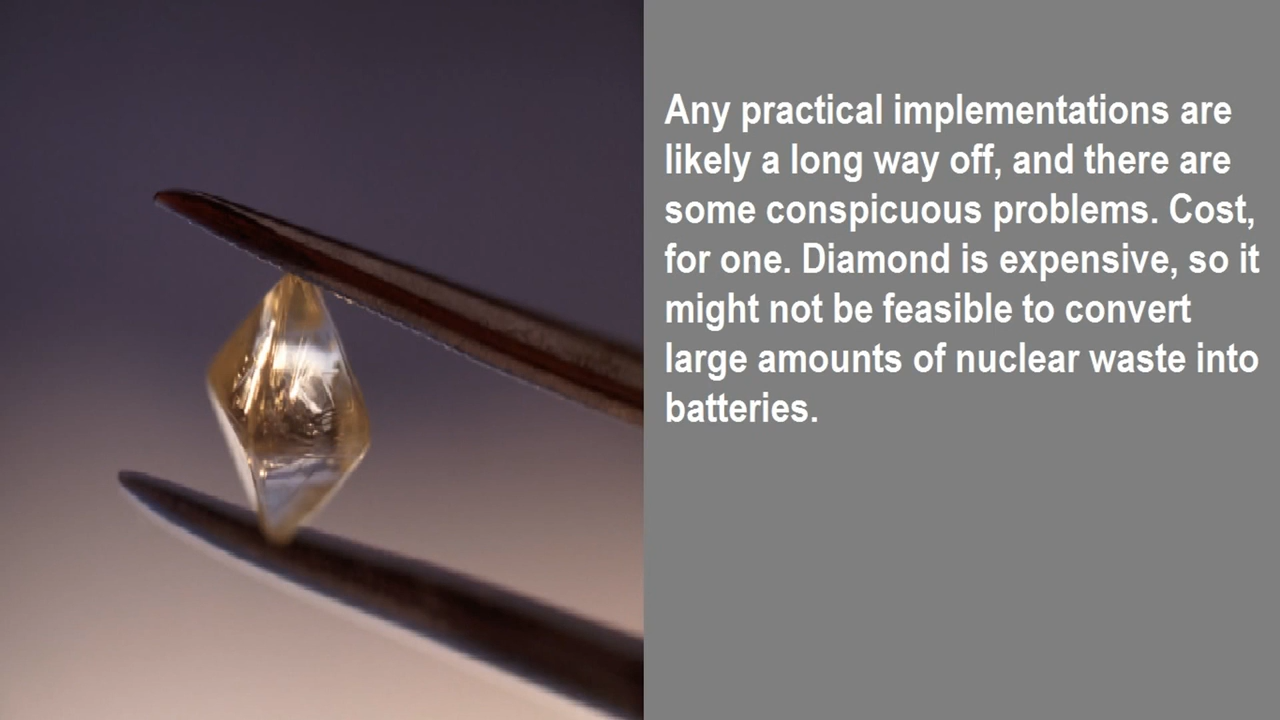 Any practical implementations are
likely a long way off, and there are
some conspicuous problems. Cost,
for one. Diamond is expensive, so it
might not be feasible to convert
large amounts of nuclear waste into
batteries.